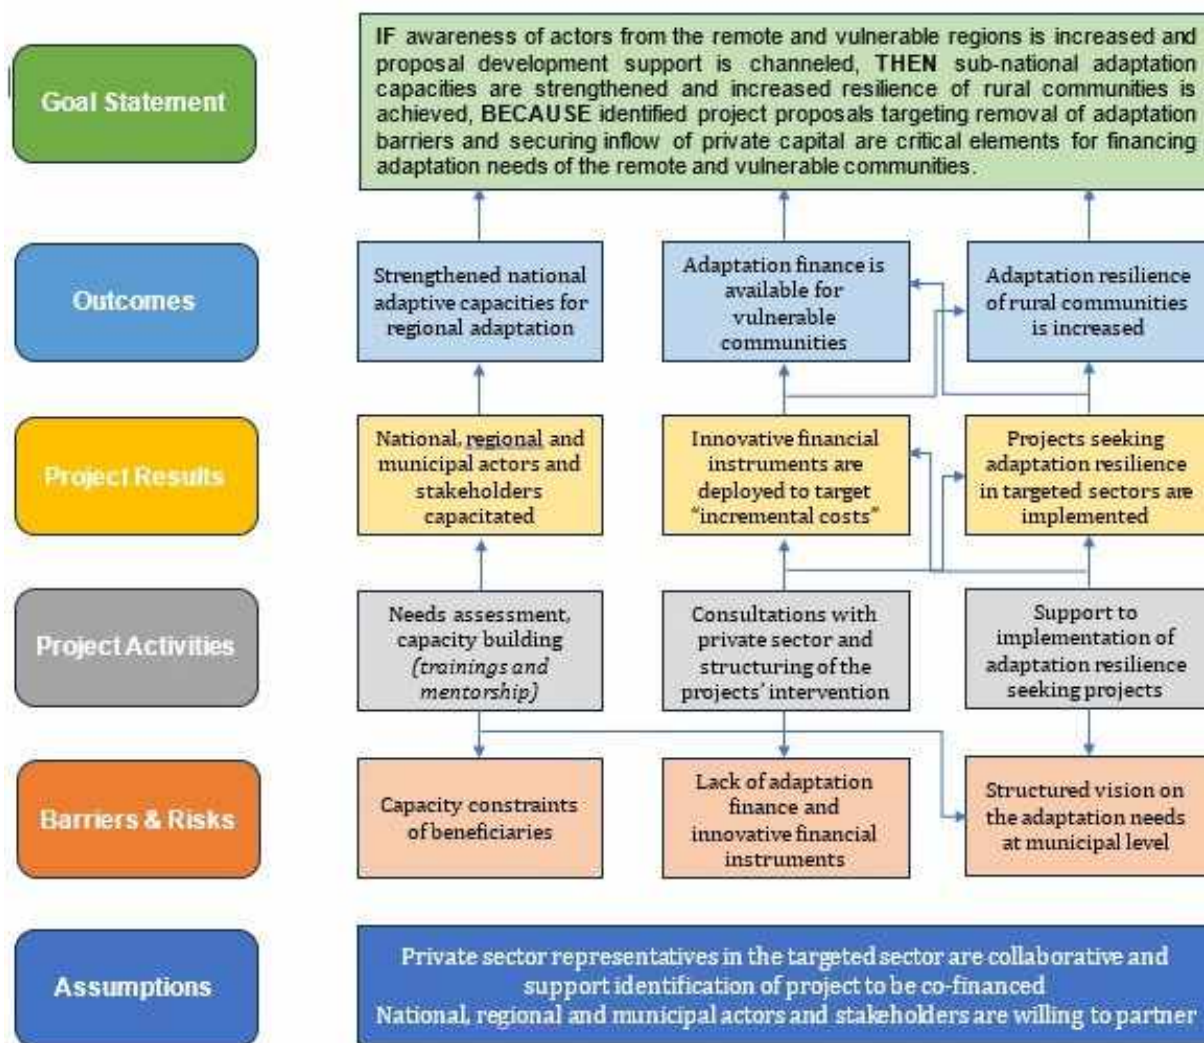 Goal Statement
IF awareness of actors from the remote and vulnerable regions is increased and
proposal development support is channeled, THEN sub-national adaptation
capacities are strengthened and increased resilience of rural communities is
achieved, BECAUSE identified project proposals targeting removal of adaptation
barriers and securing inflow of private capital are critical elements for financing
adaptation needs of the remote and vulnerable communities.
Outcomes
Strengthened national
adaptive capacities for
regional adaptation
Adaptation finance is
available for
vulnerable
communities
Adaptation resilience
of rural communities
is increased
Project Results
National, regional and
municipal actors and
stakeholders
capacitated
Innovative financial
instruments are
deployed to target
“incremental costs”
Projects seeking
adaptation resilience
in targeted sectors are
implemented
Project Activities
Needs assessment,
capacity building
(trainings and
mentorship)
Consultations with
private sector and
structuring of the
projects’ intervention
Support to
implementation of
adaptation resilience
seeking projects
Barriers & Risks
Capacity constraints
of beneficiaries
Lack of adaptation
finance and
innovative financial
instruments
Structured vision on
the adaptation needs
at municipal level
Assumptions
Private sector representatives in the targeted sector are collaborative and
support identification of project to be co-financed
National, regional and municipal actors and stakeholders are willing to partner